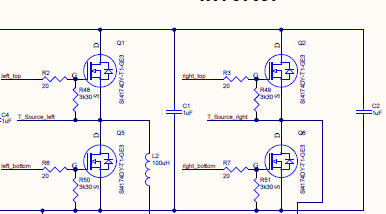 D
Q1
left_top
R2
20
G
R48
3k30
S
SI4174DY-T1-GE3
C1
1uF
D
Q2
right_top
R3
20
G
R49
3k30
S
SI4174DY-T1-GE3
C2
1uF
C4
1uF
T_Source_left
T_Source_right
D
Q5
left_bottom
R6
20
G
R50
3k30
S
SI4174DY-T1-GE3
L2
100uH
D
Q6
right_bottom
R7
20
G
R51
3k30
S
SI4174DY-T1-GE3